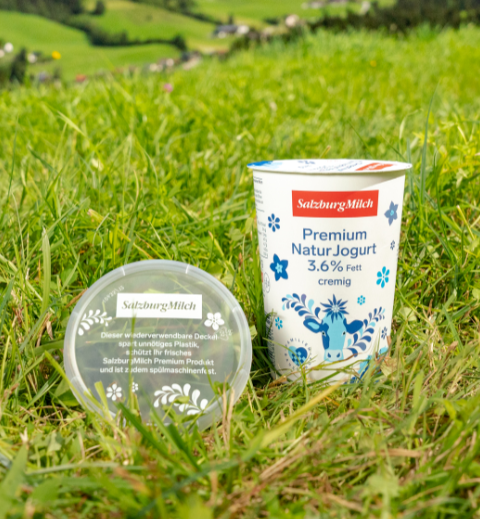 SalzburgMilch
Premium
NaturJogurt
3.6% Fett
cremig
SalzburgMilch
Dieser wiederverwendbare Deckel
spart unnötiges Plastik,
schützt Ihr frisches
SalzburgMilch Premium Produkt
und ist zudem spülmaschinenfest.